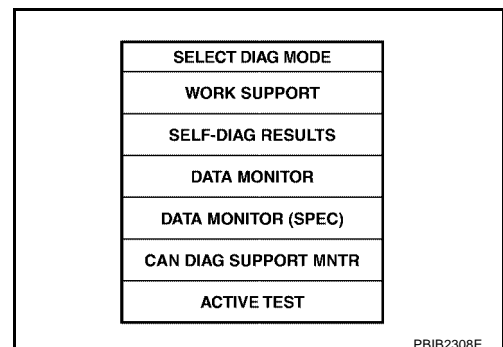 SELECT DIAG MODE
WORK SUPPORT
SELF-DIAG RESULTS
DATA MONITOR
DATA MONITOR (SPEC)
CAN DIAG SUPPORT MNTR
ACTIVE TEST
PBIB2308E